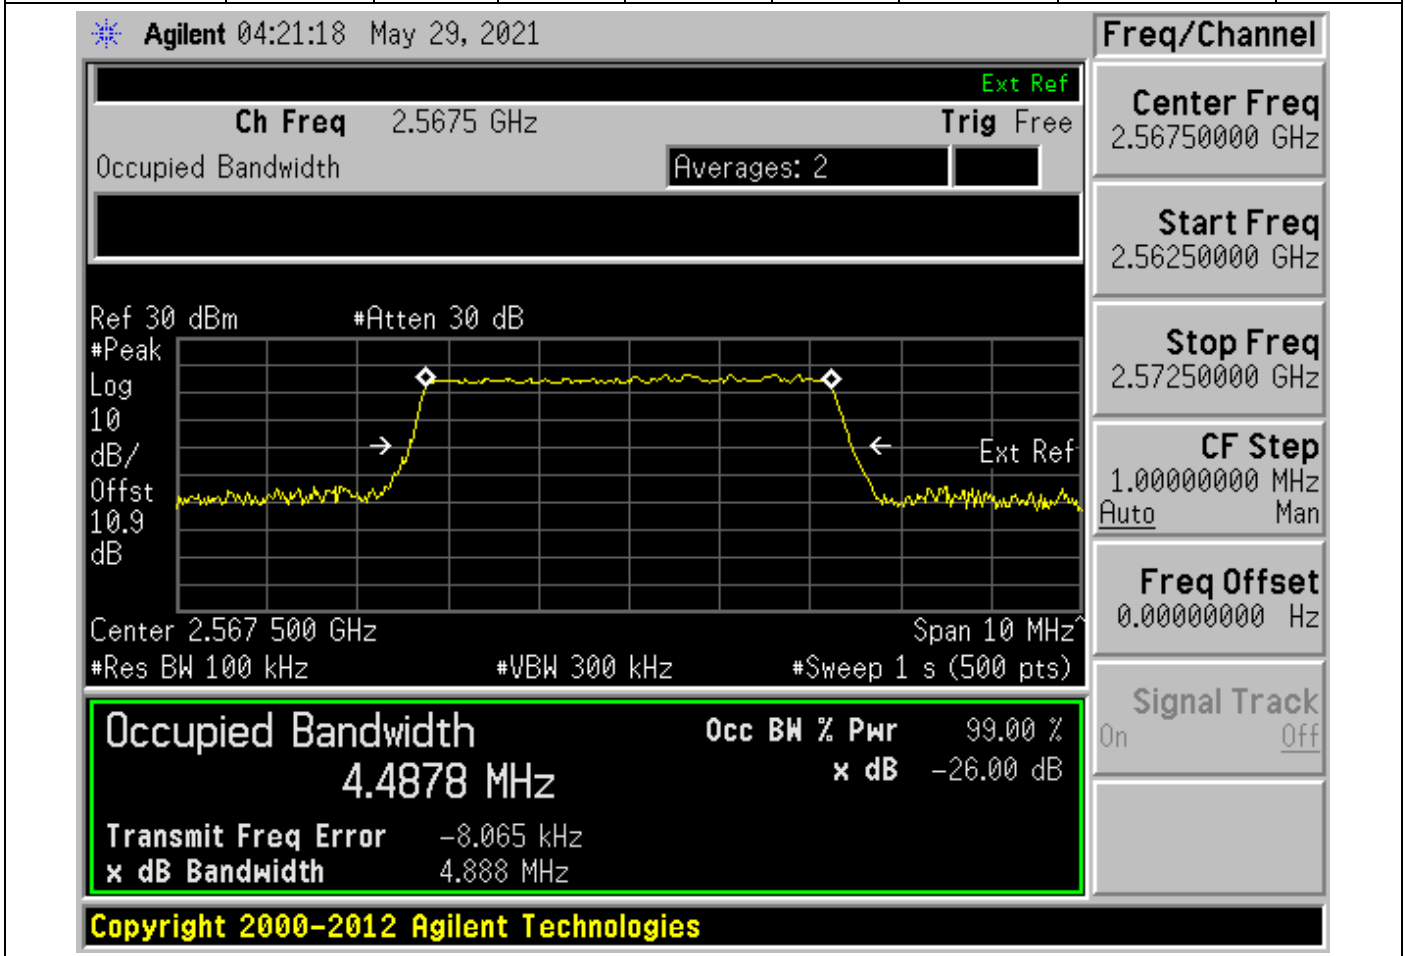 Agilent 04:21:18 May 29, 2021
Freq/Channel
Ext Ref
Ch Freq 2.5675 GHz Trig Free
Occupied Bandwidth Averages: 2
Ref 30 dBm #Atten 30 dB
#Peak
Log
10
dB/
Offst
10.9
dB
Ext Ref
Center 2.567 500 GHz Span 10 MHz^
#Res BW 100 kHz #VBW 300 kHz #Sweep 1 s (500 pts)
Occupied Bandwidth
4.4878 MHz
Occ BW % Pwr 99.00 %
x dB -26.00 dB
Transmit Freq Error -8.065 kHz
x dB Bandwidth 4.888 MHz
Center Freq
2.56750000 GHz
Start Freq
2.56250000 GHz
Stop Freq
2.57250000 GHz
CF Step
1.00000000 MHz
Auto Man
Freq Offset
0.00000000 Hz
Signal Track
On Off
Copyright 2000-2012 Agilent Technologies